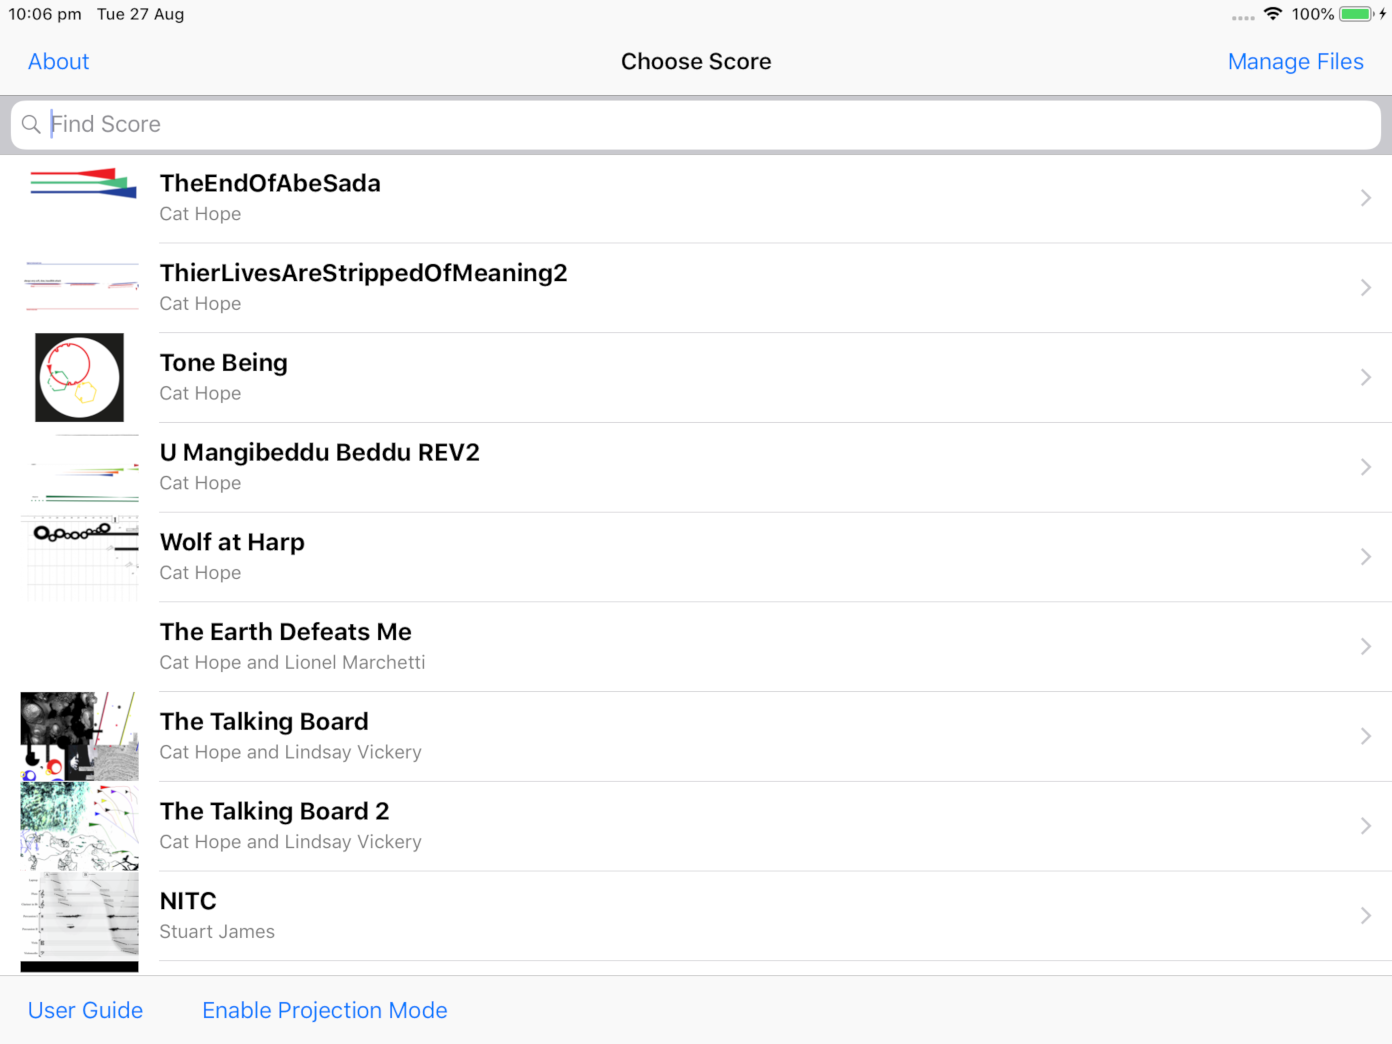 10:06 pm Tue 27 Aug 100%
About Choose Score Manage Files
Find Score
TheEndOfAbeSada
Cat Hope
ThierLivesAreStrippedOfMeaning2
Cat Hope
Tone Being
Cat Hope
U Mangibeddu Beddu REV2
Cat Hope
Wolf at Harp
Cat Hope
The Earth Defeats Me
Cat Hope and Lionel Marchetti
The Talking Board
Cat Hope and Lindsay Vickery
The Talking Board 2
Cat Hope and Lindsay Vickery
NITC
Stuart James
User Guide Enable Projection Mode